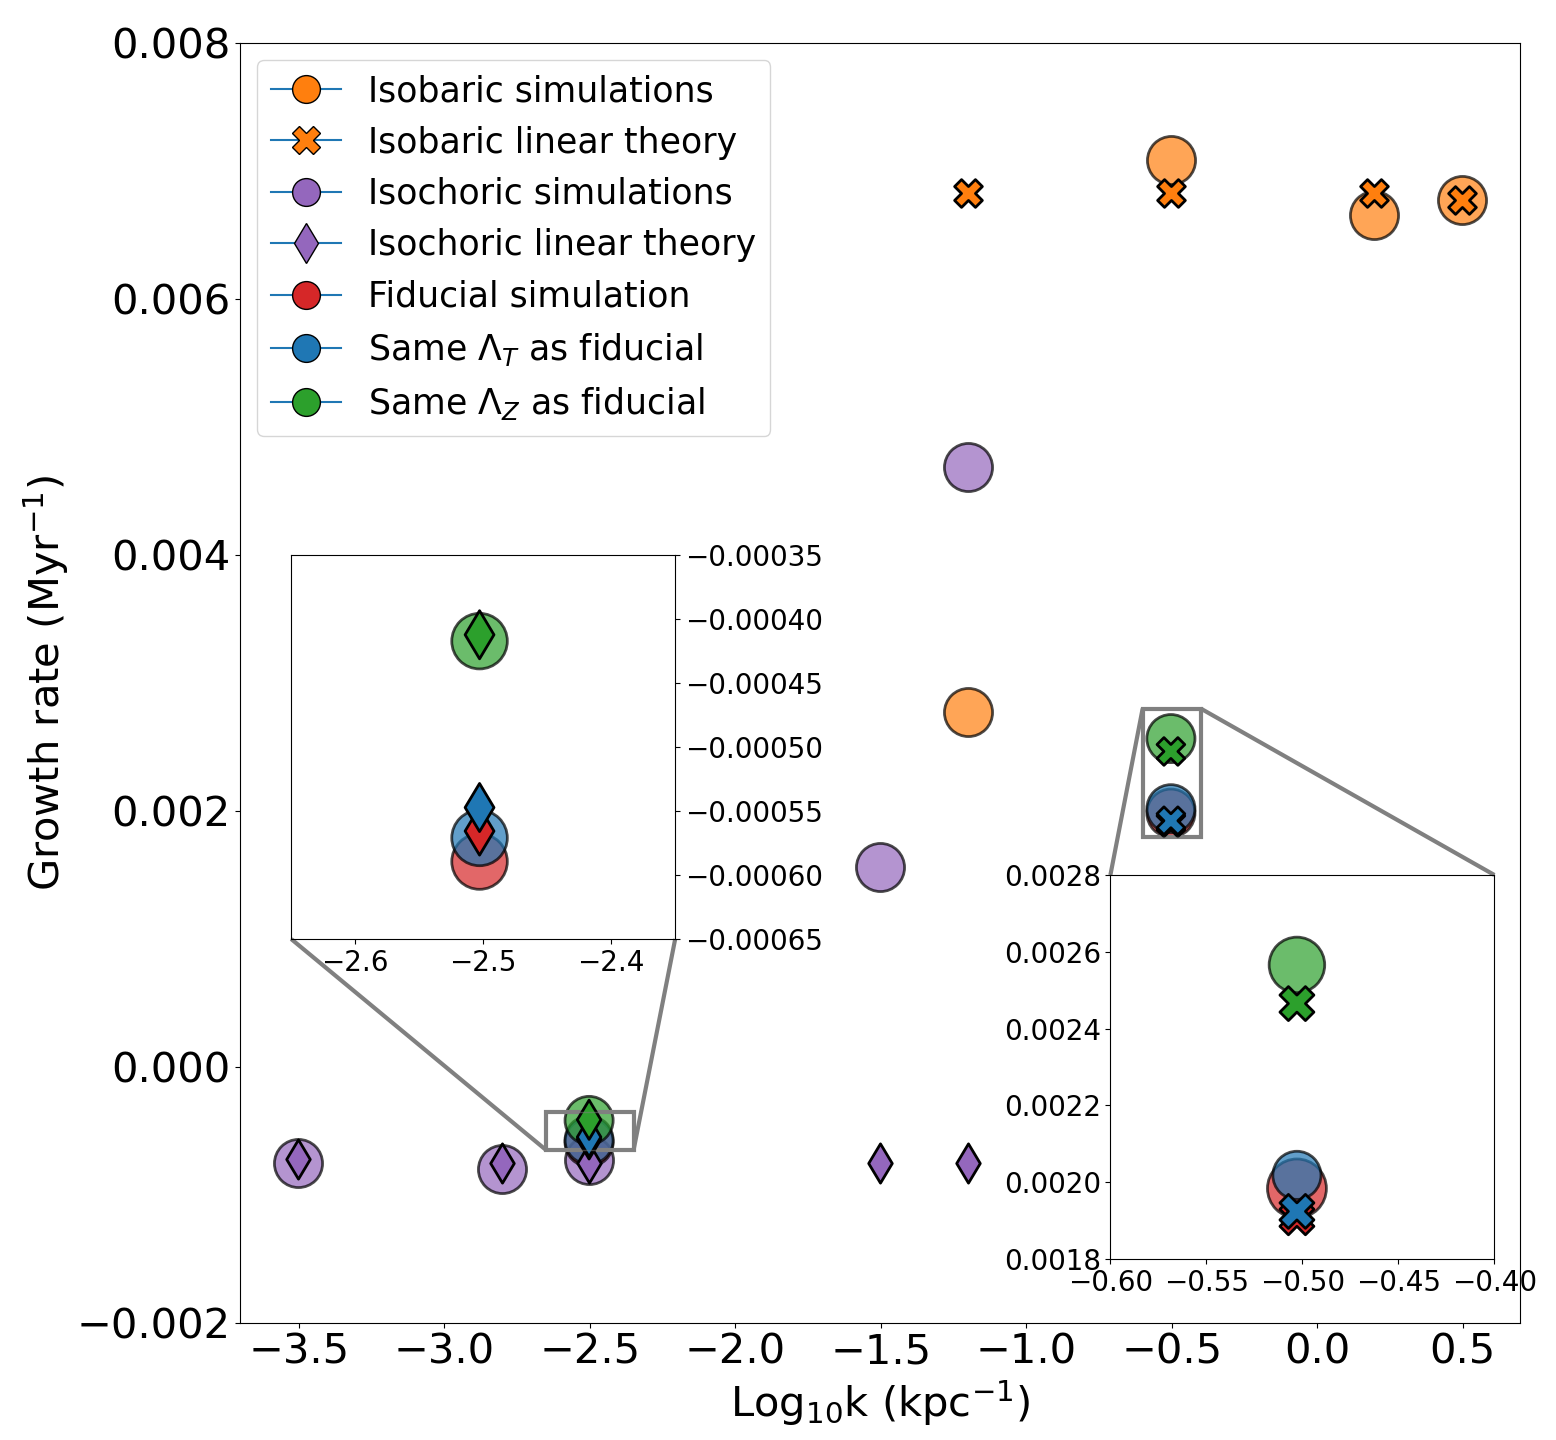 0.008
0.006
0.004
0.002
0.000
−0.002
Growth rate (Myr⁻¹)
Isobaric simulations
Isobaric linear theory
Isochoric simulations
Isochoric linear theory
Fiducial simulation
Same Λ_T as fiducial
Same Λ_Z as fiducial
−0.00035
−0.00040
−0.00045
−0.00050
−0.00055
−0.00060
−0.00065
−2.6 −2.5 −2.4
0.0028
0.0026
0.0024
0.0022
0.0020
0.0018
−0.60 −0.55 −0.50 −0.45 −0.40
−3.5 −3.0 −2.5 −2.0 −1.5 −1.0 −0.5 0.0 0.5
Log₁₀k (kpc⁻¹)